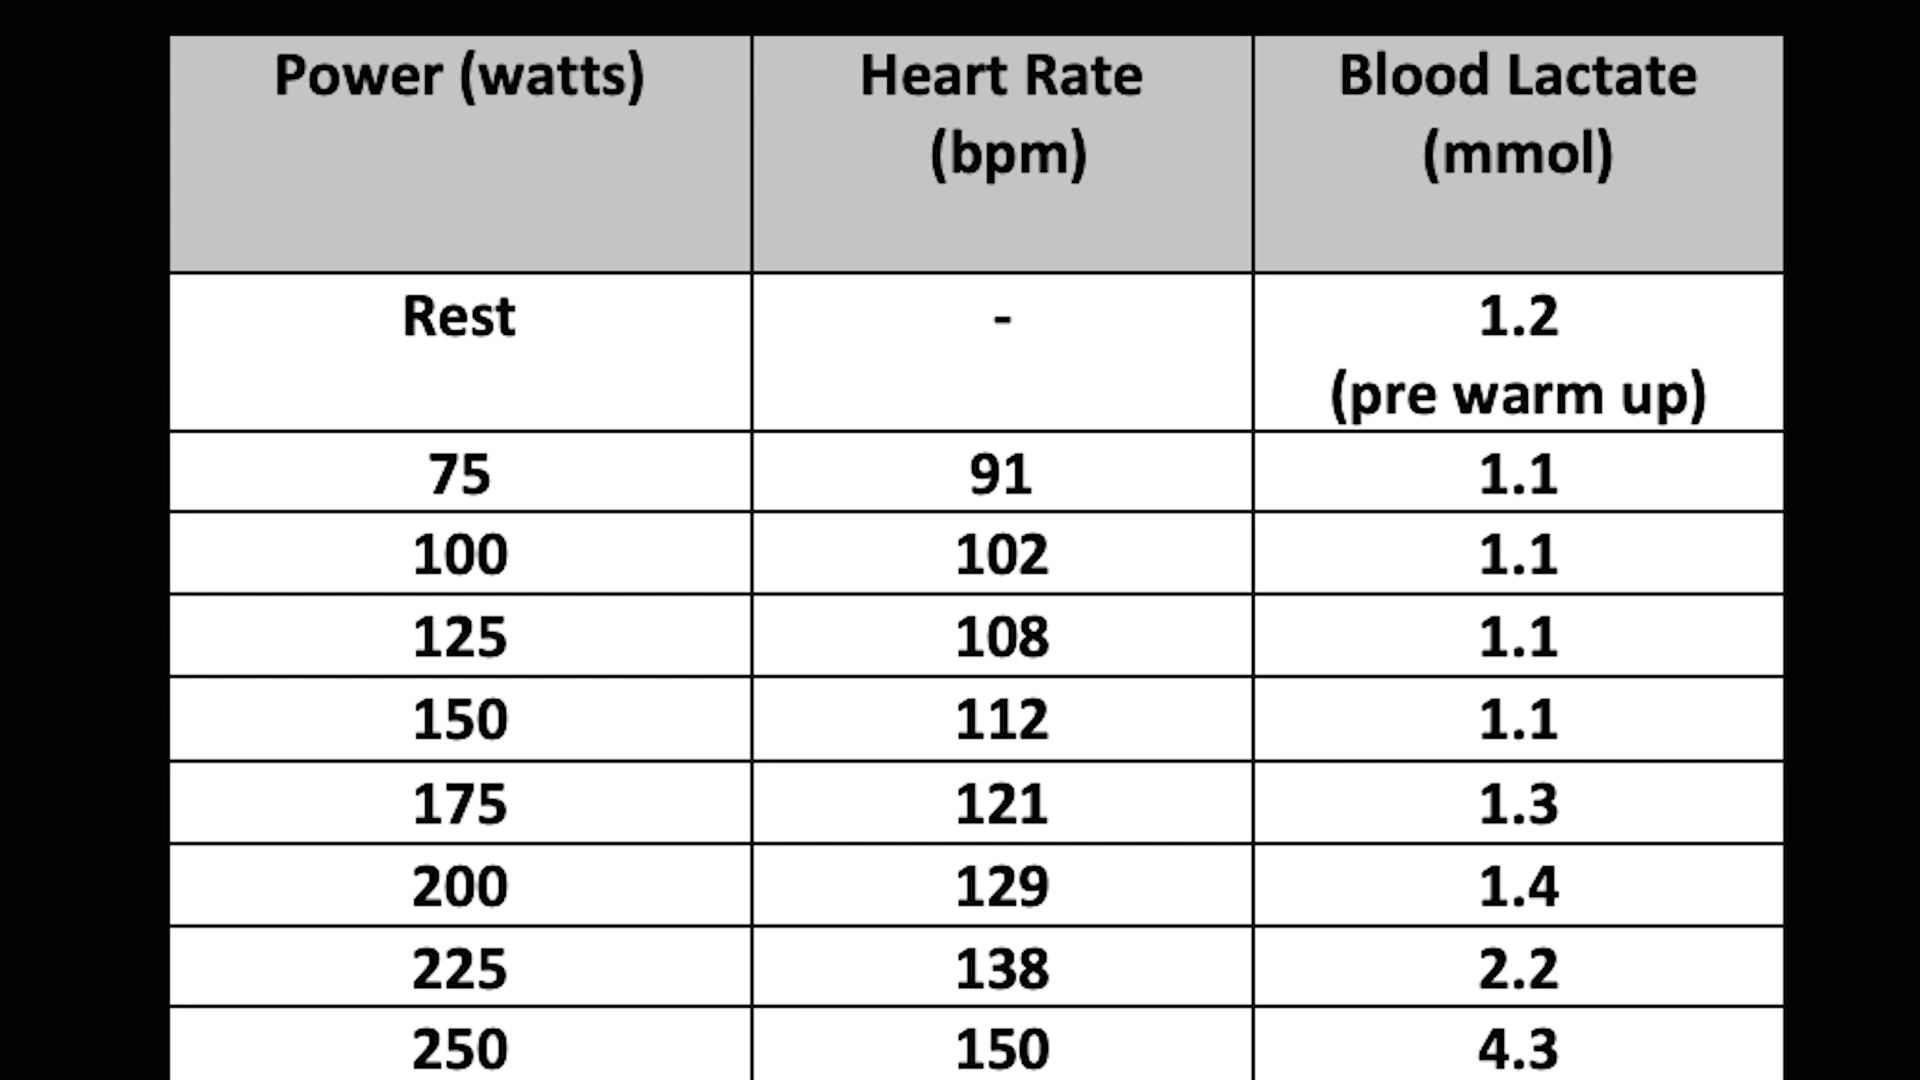 Power (watts) Heart Rate Blood Lactate
(bpm) (mmol)
Rest - 1.2
(pre warm up)
75 91 1.1
100 102 1.1
125 108 1.1
150 112 1.1
175 121 1.3
200 129 1.4
225 138 2.2
250 150 4.3